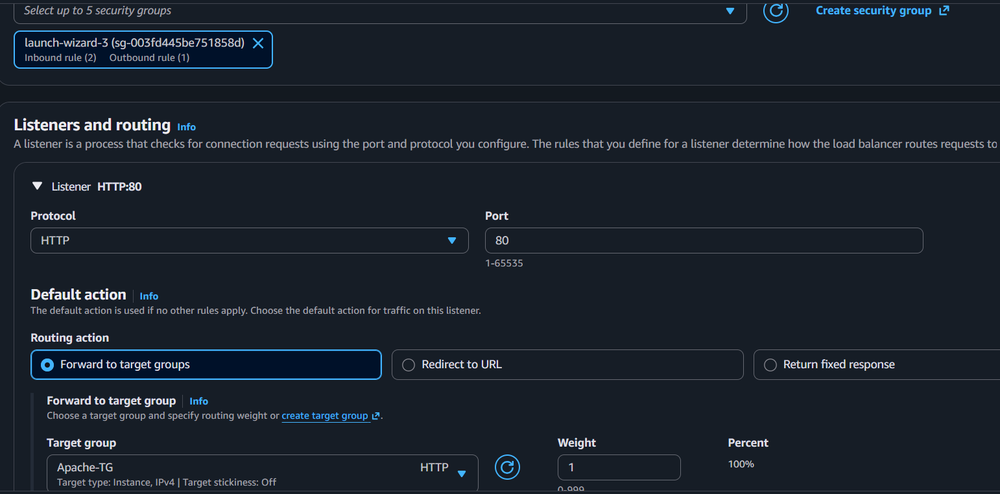 Select up to 5 security groups
Create security group
launch-wizard-3 (sg-003fd445be751858d)
Inbound rule (2) Outbound rule (1)
Listeners and routing Info
A listener is a process that checks for connection requests using the port and protocol you configure. The rules that you define for a listener determine how the load balancer routes requests to
Listener HTTP:80
Protocol Port
HTTP 80
1-65535
Default action Info
The default action is used if no other rules apply. Choose the default action for traffic on this listener.
Routing action
Forward to target groups Redirect to URL Return fixed response
Forward to target group Info
Choose a target group and specify routing weight or create target group .
Target group Weight Percent
Apache-TG HTTP 1 100%
Target type: Instance, IPv4 | Target stickiness: Off
0-999